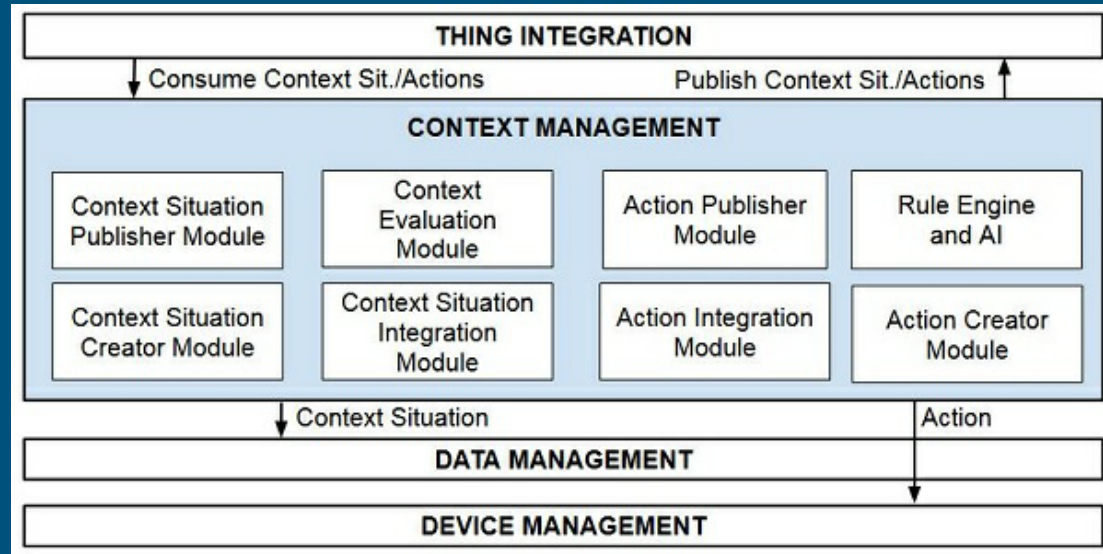 THING INTEGRATION
Consume Context Sit./Actions
Publish Context Sit./Actions
CONTEXT MANAGEMENT
Context Situation
Publisher Module
Context
Evaluation
Module
Action Publisher
Module
Rule Engine
and AI
Context Situation
Creator Module
Context Situation
Integration
Module
Action Integration
Module
Action Creator
Module
Context Situation
Action
DATA MANAGEMENT
DEVICE MANAGEMENT